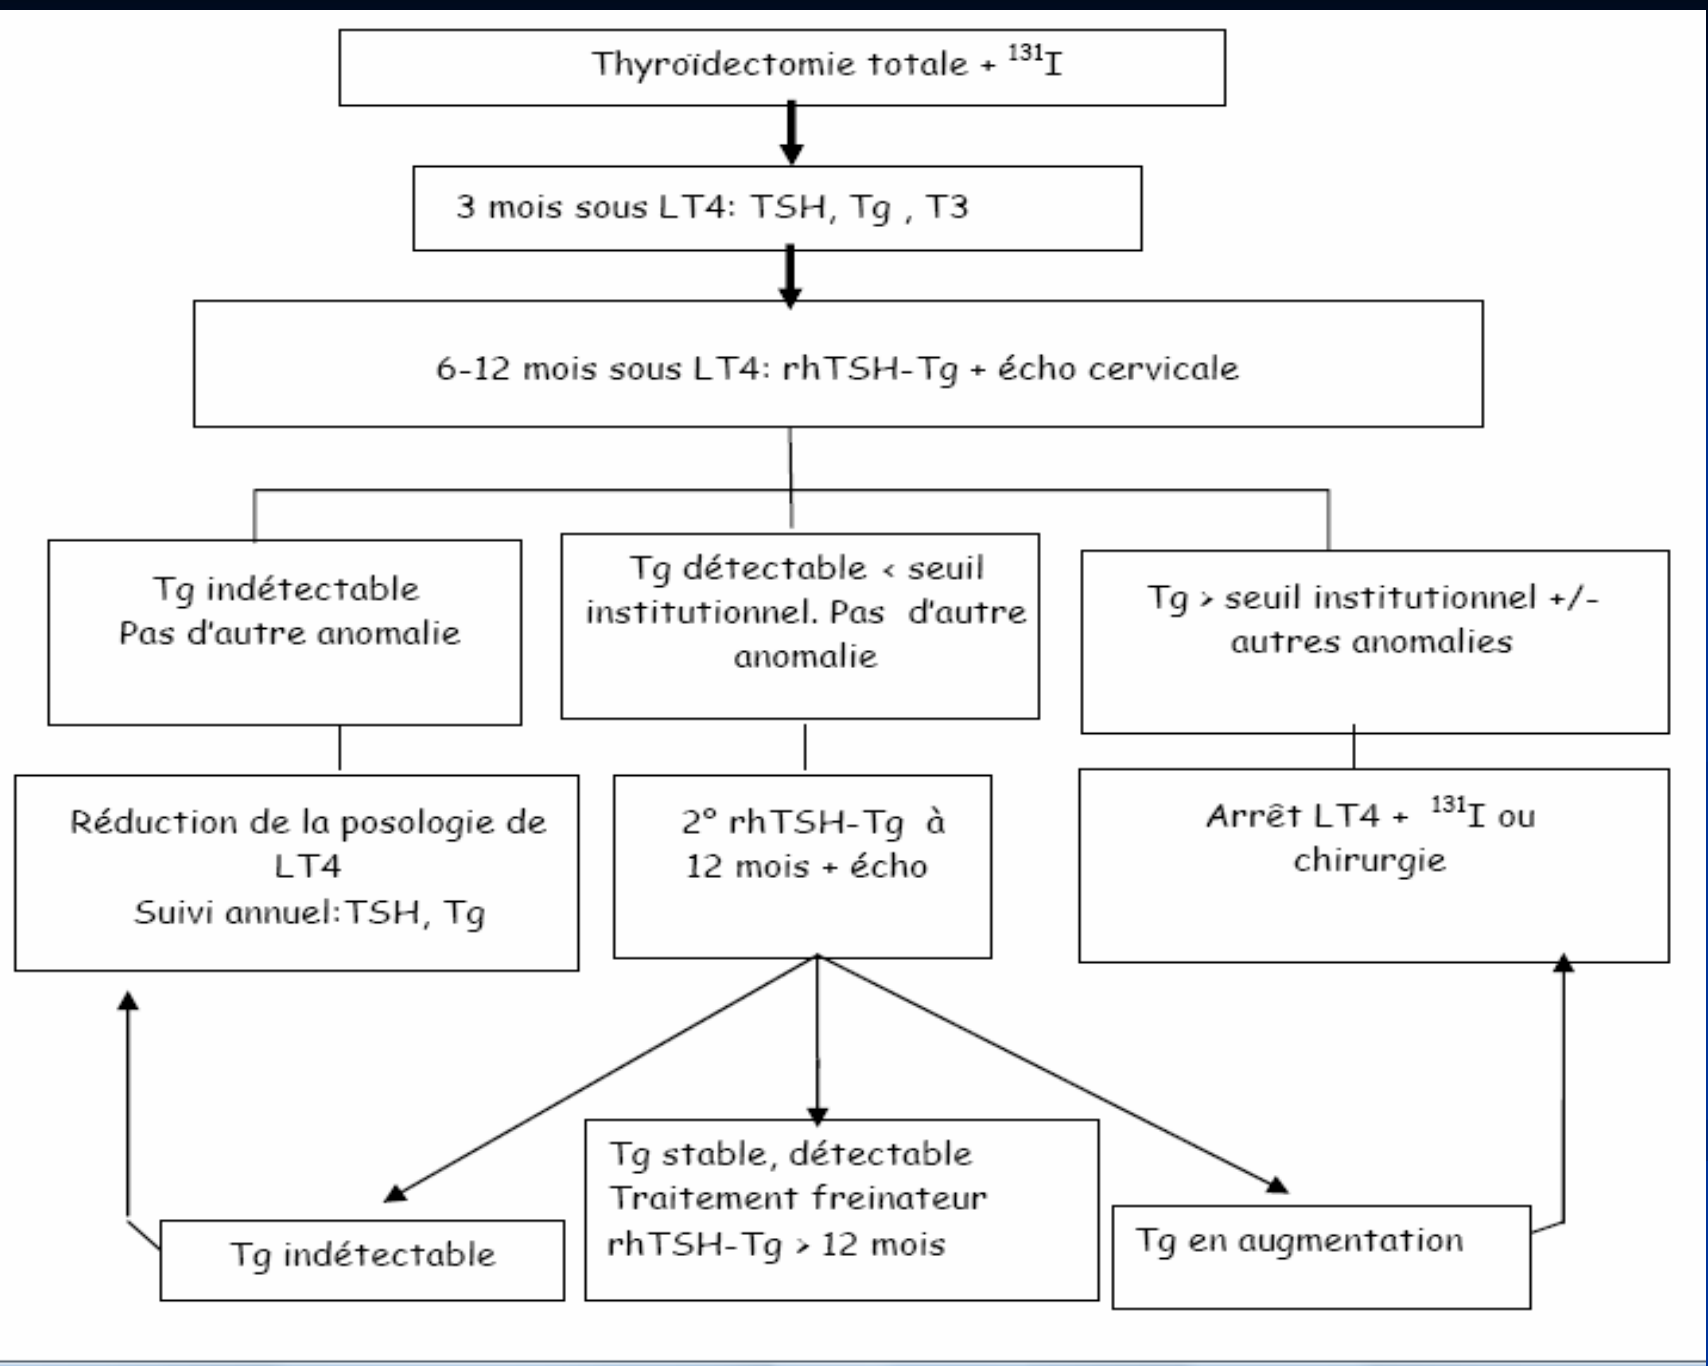 Thyroïdectomie totale + ¹³¹I
3 mois sous LT4: TSH, Tg , T3
6-12 mois sous LT4: rhTSH-Tg + écho cervicale
Tg indétectable
Pas d'autre anomalie
Tg détectable < seuil
institutionnel. Pas d'autre
anomalie
Tg > seuil institutionnel +/-
autres anomalies
Réduction de la posologie de
LT4
Suivi annuel:TSH, Tg
2° rhTSH-Tg à
12 mois + écho
Arrêt LT4 + ¹³¹I ou
chirurgie
Tg indétectable
Tg stable, détectable
Traitement freinateur
rhTSH-Tg > 12 mois
Tg en augmentation